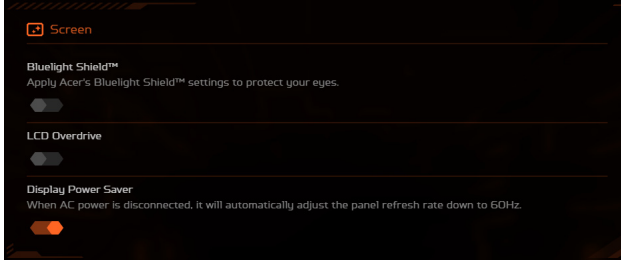 Screen
Bluelight Shield™
Apply Acer's Bluelight Shield™ settings to protect your eyes.
LCD Overdrive
Display Power Saver
When AC power is disconnected, it will automatically adjust the panel refresh rate down to 60Hz.